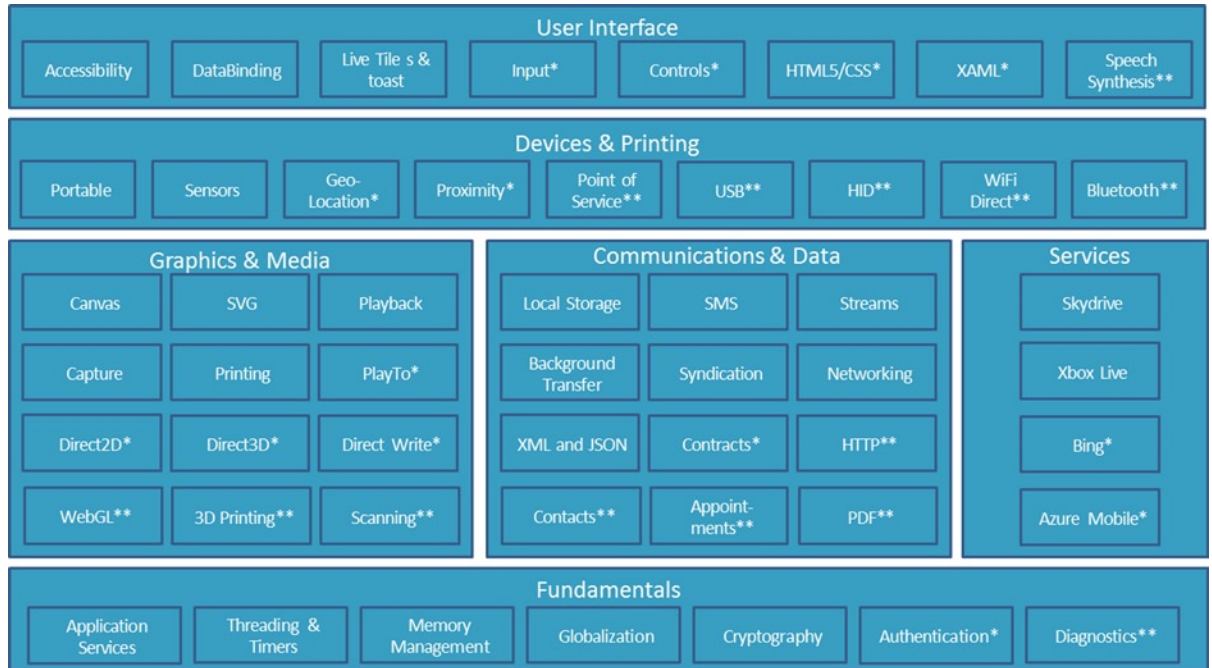 User Interface
Accessibility
DataBinding
Live Tile s &
toast
Input*
Controls*
HTML5/CSS*
XAML*
Speech
Synthesis**
Devices & Printing
Portable
Sensors
Geo-
Location*
Proximity*
Point of
Service**
USB**
HID**
WiFi
Direct**
Bluetooth**
Graphics & Media
Canvas
SVG
Playback
Capture
Printing
PlayTo*
Direct2D*
Direct3D*
Direct Write*
WebGL**
3D Printing**
Scanning**
Communications & Data
Local Storage
SMS
Streams
Background
Transfer
Syndication
Networking
XML and JSON
Contracts*
HTTP**
Contacts**
Appoint-
ments**
PDF**
Services
Skydrive
Xbox Live
Bing*
Azure Mobile*
Fundamentals
Application
Services
Threading &
Timers
Memory
Management
Globalization
Cryptography
Authentication*
Diagnostics**